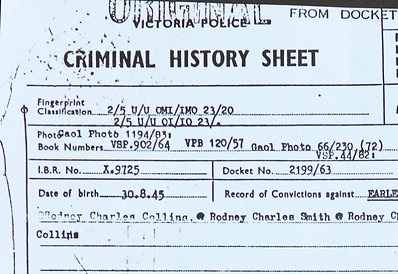 ORIGINAL
FROM DOCKET
VICTORIA POLICE
CRIMINAL HISTORY SHEET
Fingerprint
Classification 2/5 U/U OMI/IMO 23/20
2/5 U/U OI/IO 23/.
Photo Gaol Photo 1194/83:
Book Numbers VSP.902/64 VPB 120/57 Gaol Photo 66/230 (72)
VSP.44/82:
I.B.R. No. X.9725 Docket No. 2199/63
Date of birth 30.8.45 Record of Convictions against EARLE
@Rodney Charles Collins, @ Rodney Charles Smith @ Rodney C
Collins